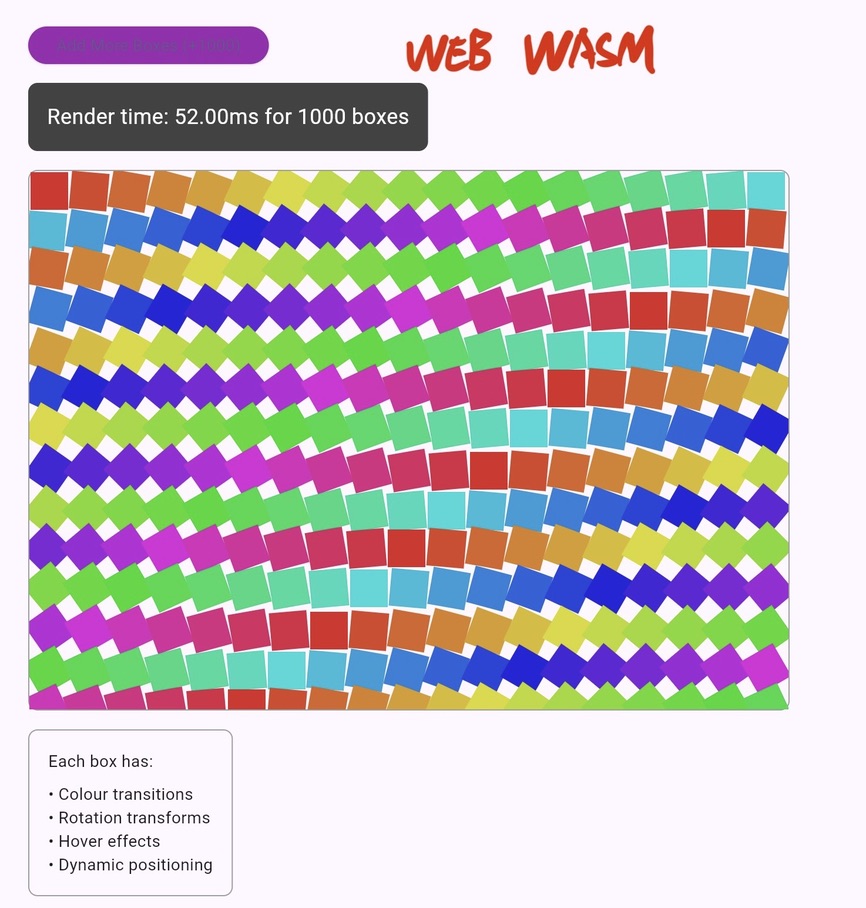 Add More Boxes (+1000)
WEB WASM
Render time: 52.00ms for 1000 boxes
Each box has:
• Colour transitions
• Rotation transforms
• Hover effects
• Dynamic positioning